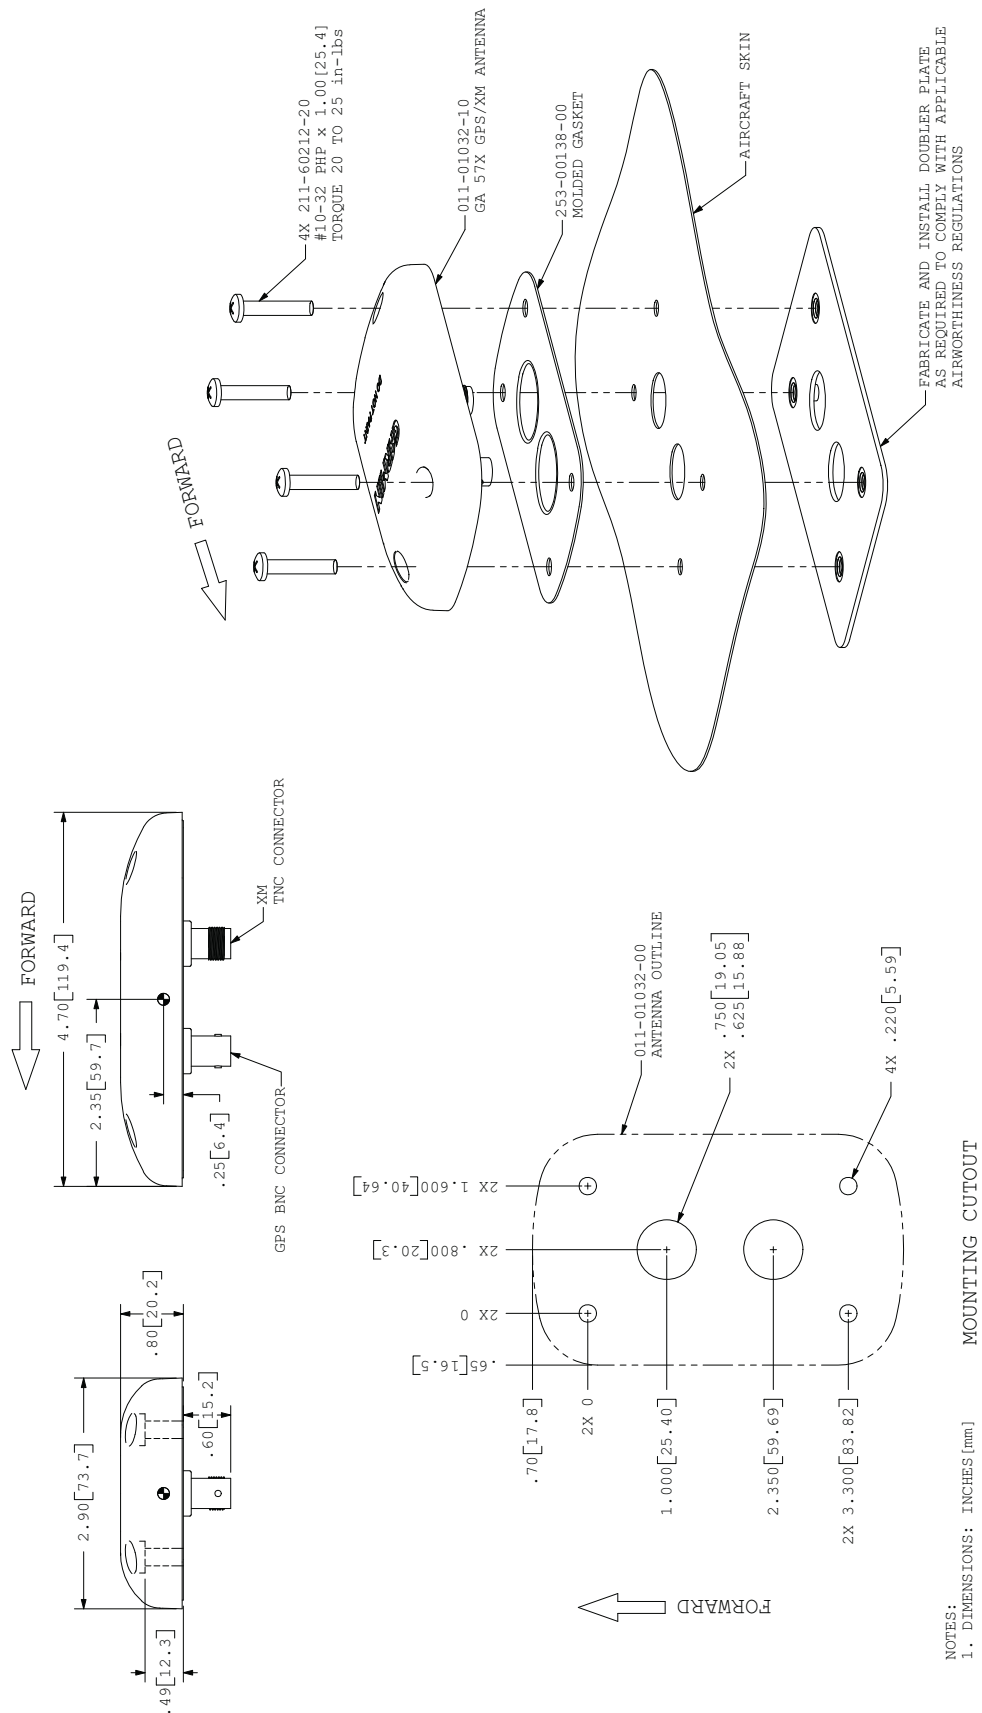 .49[12.3]
2.90[73.7]
.60[15.2]
.80[20.2]
FORWARD
4.70[119.4]
2.35[59.7]
.25[6.4]
GPS BNC CONNECTOR
XM
TNC CONNECTOR
FORWARD
4X 211-60212-20
#10-32 PHP x 1.00[25.4]
TORQUE 20 TO 25 in-lbs
011-01032-10
GA 57X GPS/XM ANTENNA
253-00138-00
MOLDED GASKET
AIRCRAFT SKIN
FABRICATE AND INSTALL DOUBLER PLATE
AS REQUIRED TO COMPLY WITH APPLICABLE
AIRWORTHINESS REGULATIONS
FORWARD
.65[16.5]
2X 0
2X .800[20.3]
2X 1.600[40.64]
.70[17.8]
2X 0
1.000[25.40]
2.350[59.69]
2X 3.300[83.82]
011-01032-00
ANTENNA OUTLINE
2X .750[19.05]
.625[15.88]
4X .220[5.59]
MOUNTING CUTOUT
NOTES:
1. DIMENSIONS: INCHES[mm]